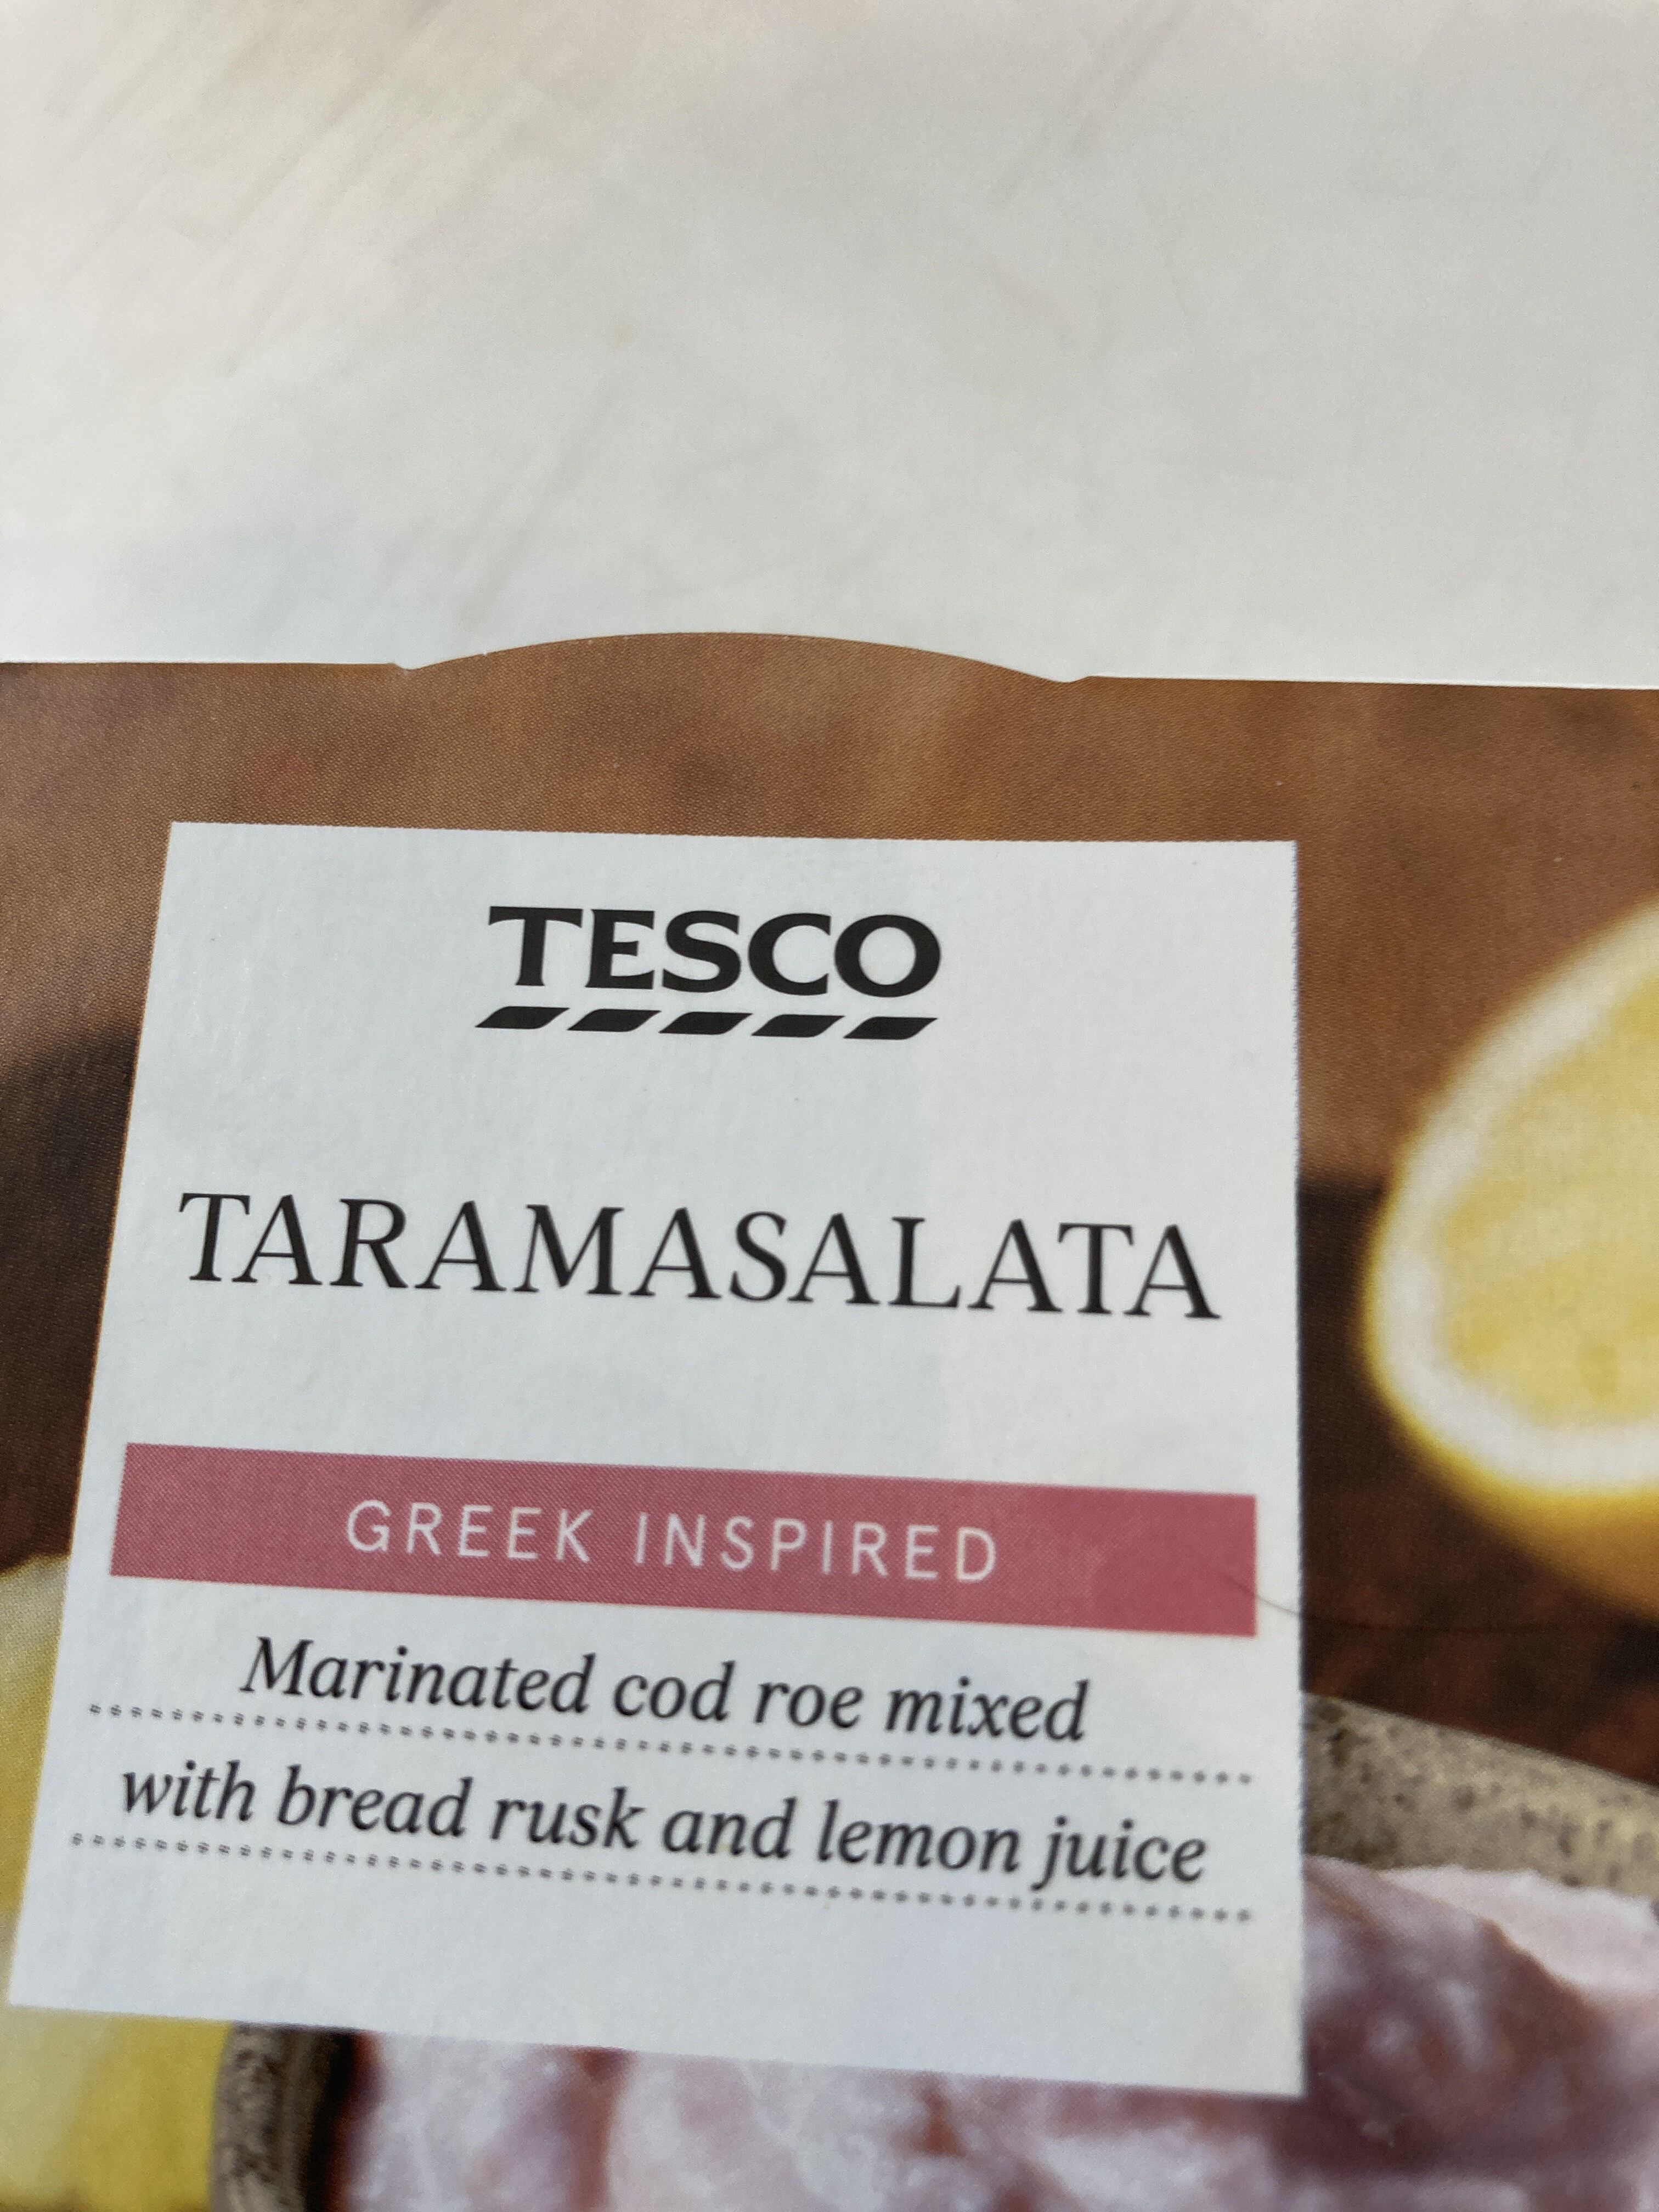 TESCO
TARAMASALATA
GREEK INSPIRED
Marinated cod roe mixed
with bread rusk and lemon juice